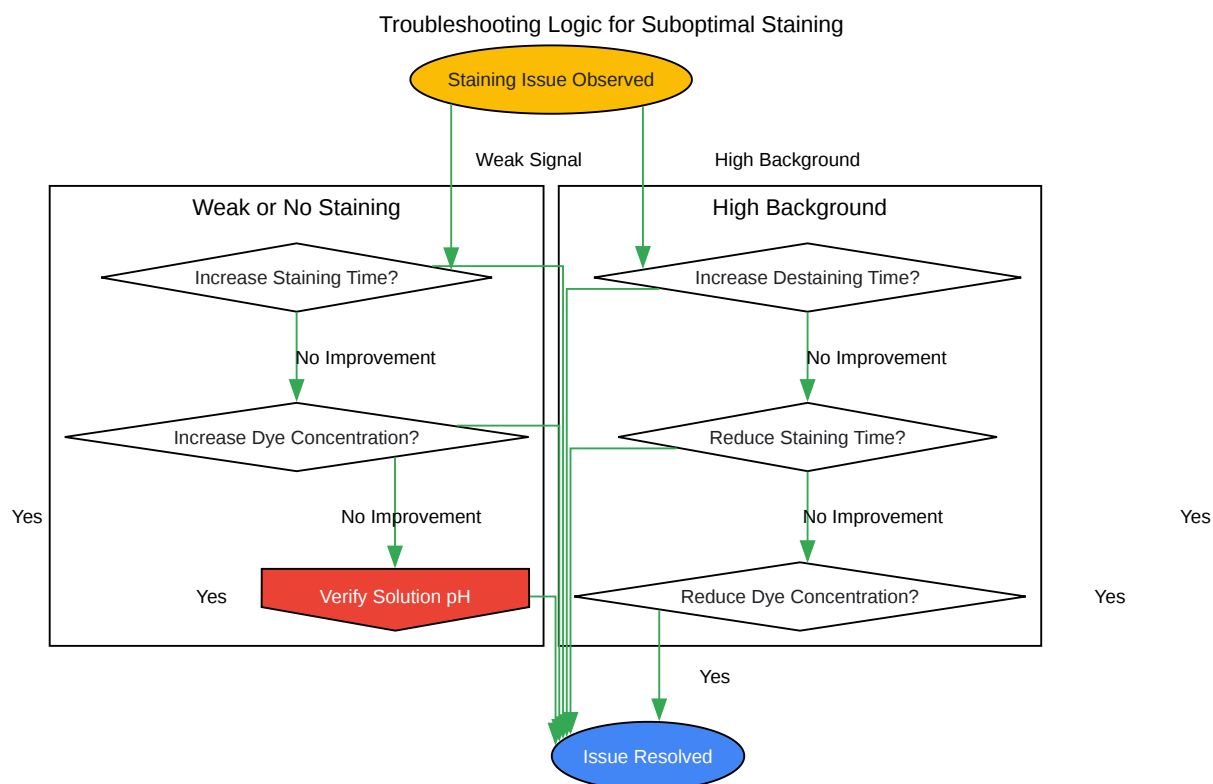 Troubleshooting Logic for Suboptimal Staining
Staining Issue Observed
Weak Signal
High Background
Weak or No Staining
High Background
Increase Staining Time?
Increase Destaining Time?
No Improvement
No Improvement
Increase Dye Concentration?
Reduce Staining Time?
Yes
No Improvement
No Improvement
Yes
Yes
Verify Solution pH
Reduce Dye Concentration?
Yes
Yes
Issue Resolved